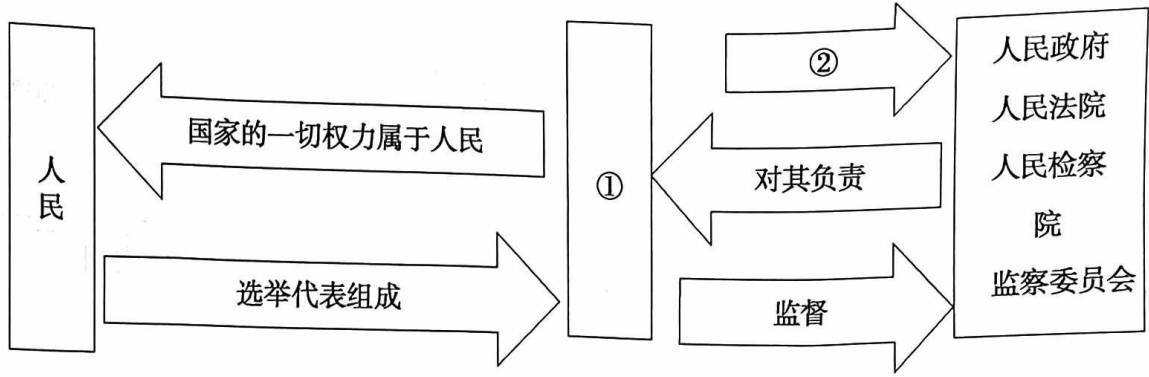 人民
国家的一切权力属于人民
选举代表组成
①
②
对其负责
监督
人民政府
人民法院
人民检察
院
监察委员会